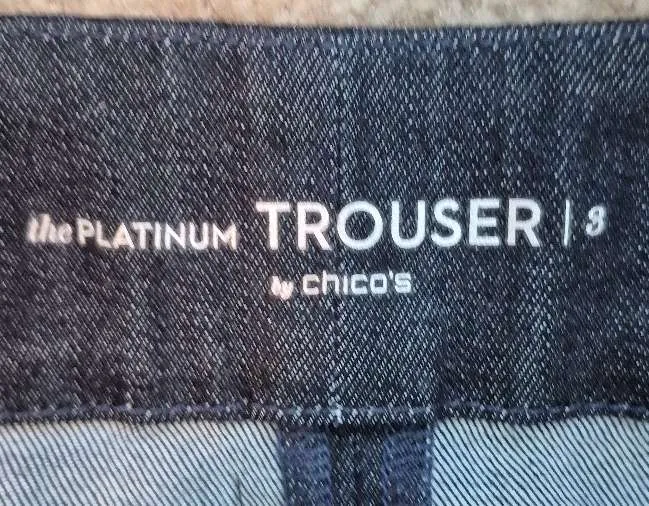 the PLATINUM TROUSER | 3
by chico's